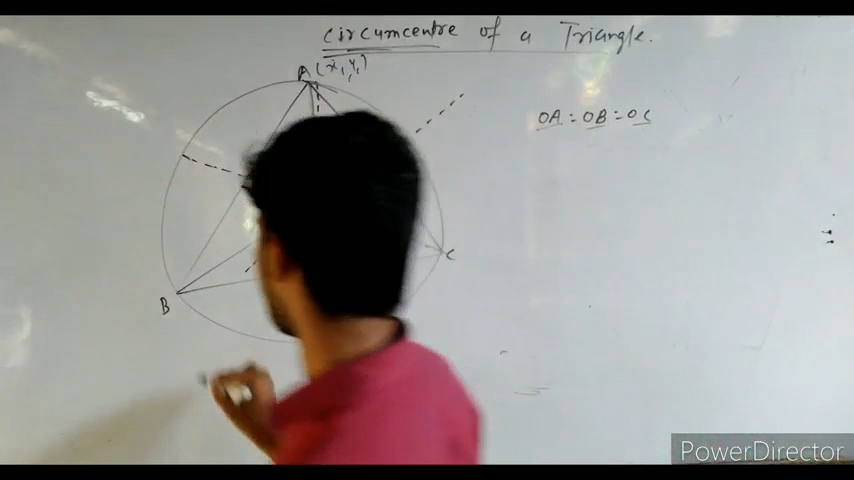 circumcentre of a Triangle.
A (x₁,y₁)
OA = OB = OC
C
B
PowerDirector